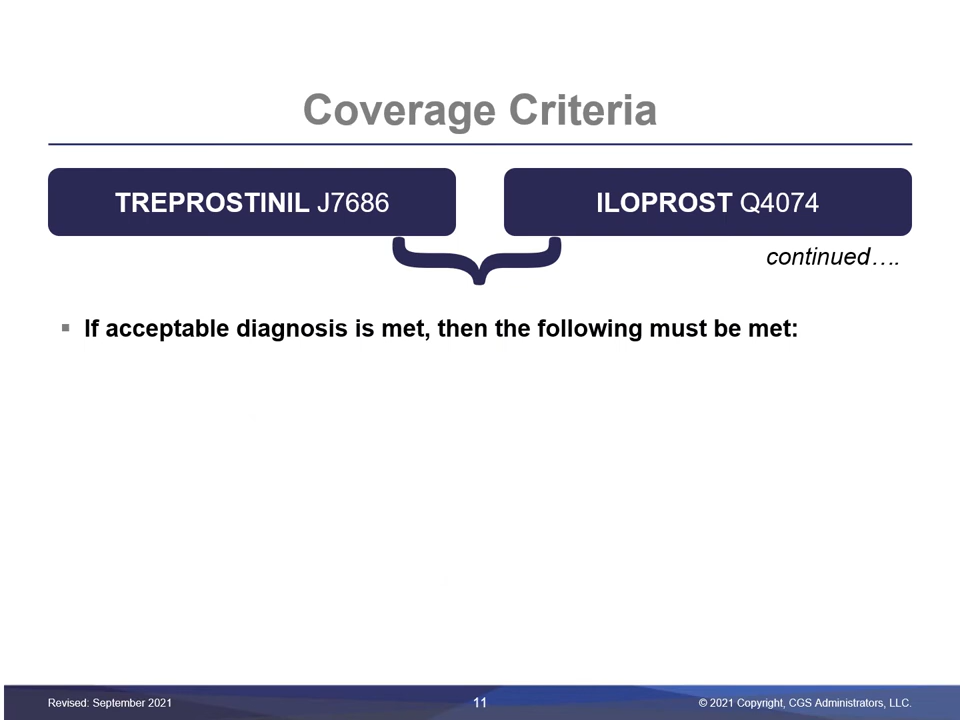 Coverage Criteria
TREPROSTINIL J7686
ILOPROST Q4074
continued….
▪ If acceptable diagnosis is met, then the following must be met:
Revised: September 2021
11
© 2021 Copyright, CGS Administrators, LLC.